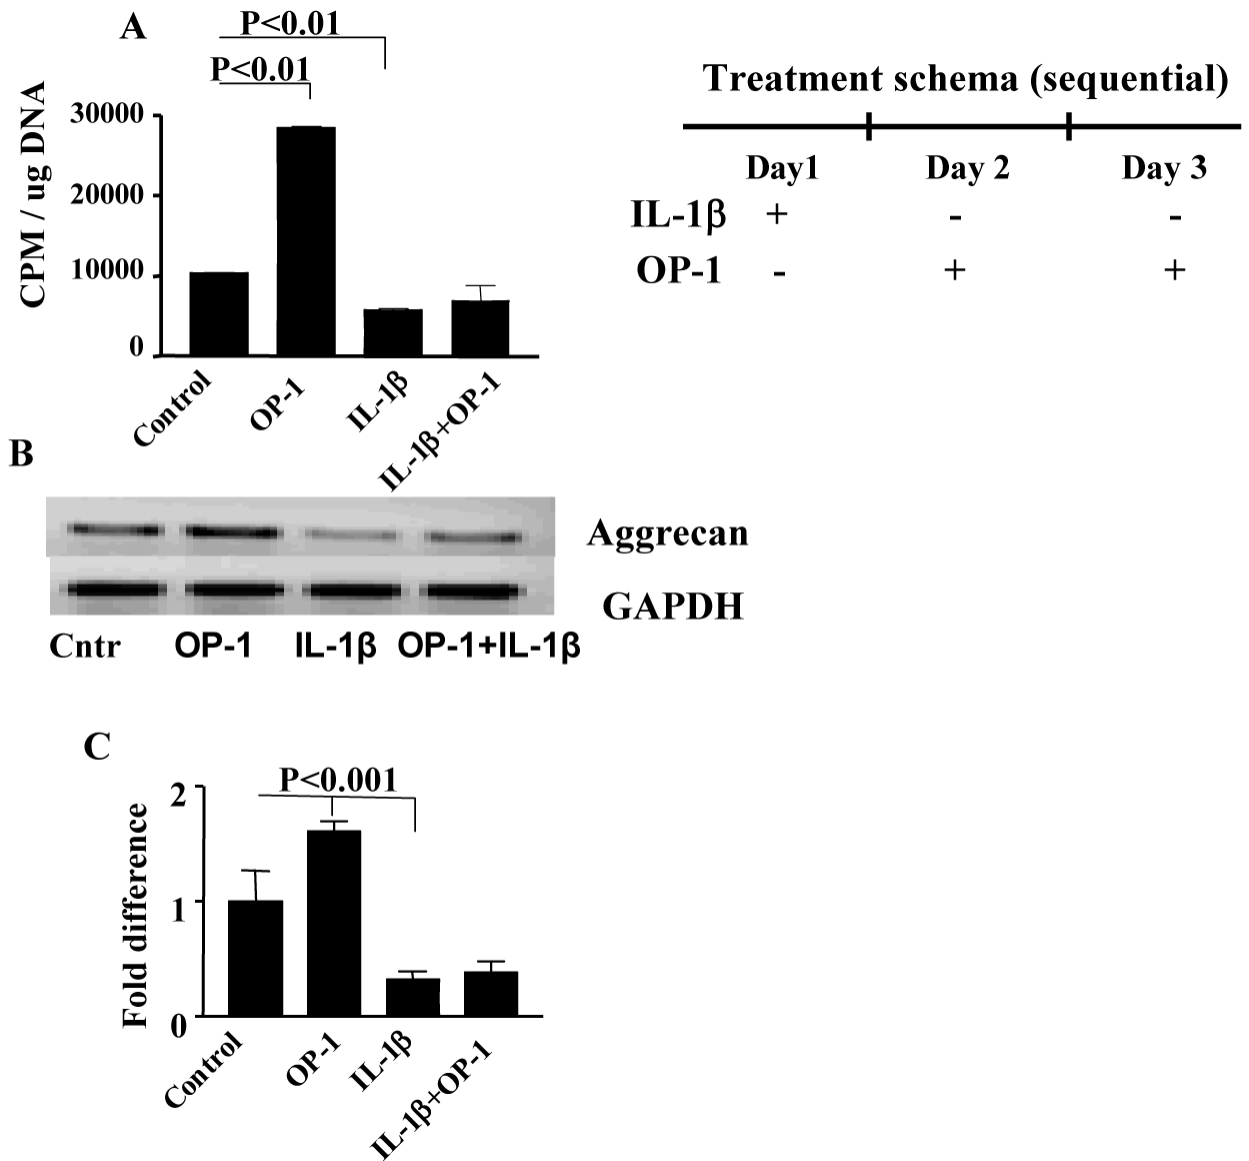 A
P<0.01
P<0.01
CPM / ug DNA
30000
20000
10000
0
Control
OP-1
IL-1β
IL-1β+OP-1
Treatment schema (sequential)
Day1 Day 2 Day 3
IL-1β + - -
OP-1 - + +
B
Aggrecan
GAPDH
Cntr OP-1 IL-1β OP-1+IL-1β
C
P<0.001
Fold difference
2
1
0
Control
OP-1
IL-1β
IL-1β+OP-1